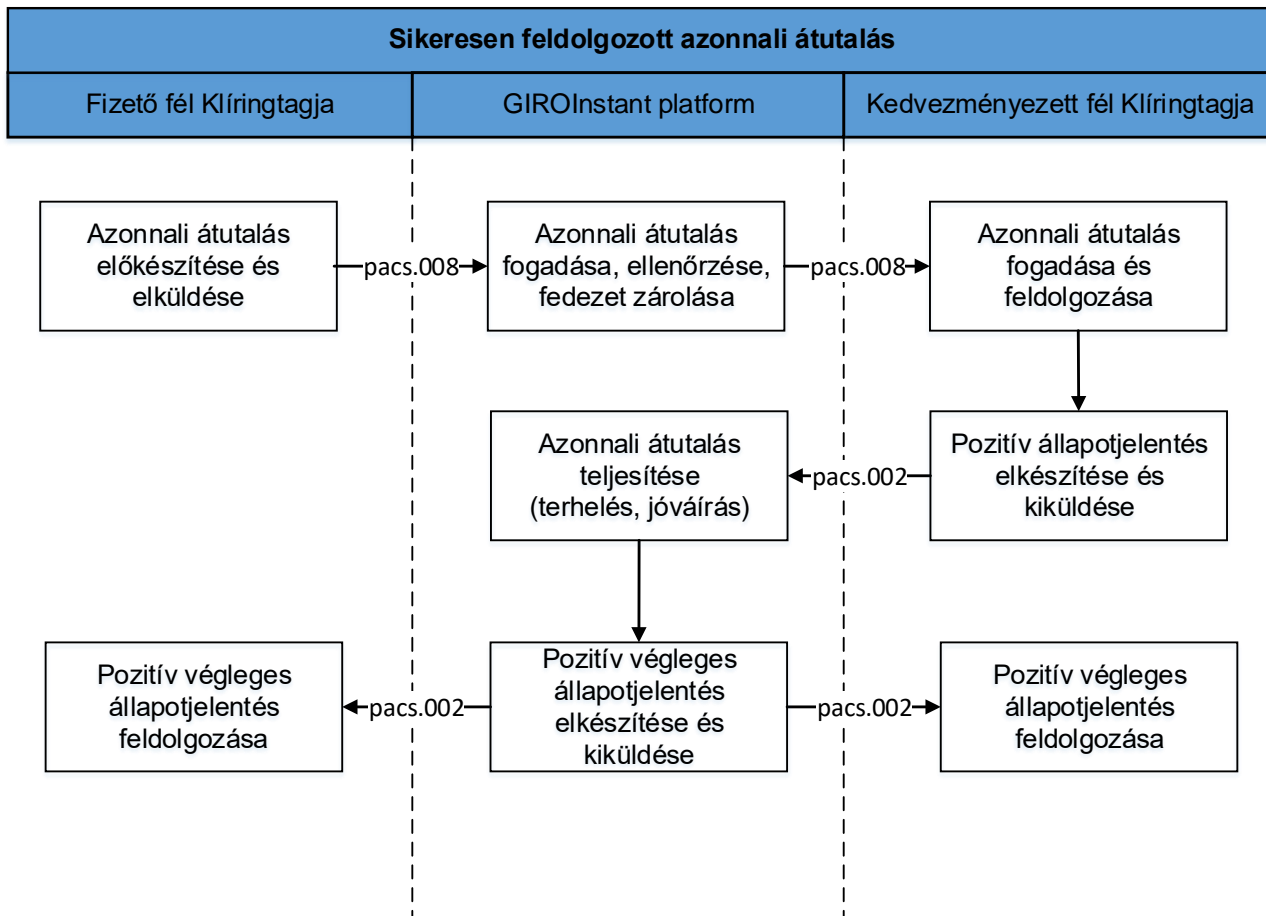 Sikeresen feldolgozott azonnali átutalás
Fizető fél Klíringtagja
GIROInstant platform
Kedvezményezett fél Klíringtagja
Azonnali átutalás
előkészítése és
elküldése
pacs.008
Azonnali átutalás
fogadása, ellenőrzése,
fedezet zárolása
pacs.008
Azonnali átutalás
fogadása és
feldolgozása
Pozitív állapotjelentés
elkészítése és
kiküldése
pacs.002
Azonnali átutalás
teljesítése
(terhelés, jóváírás)
Pozitív végleges
állapotjelentés
elkészítése és
kiküldése
pacs.002
Pozitív végleges
állapotjelentés
feldolgozása
pacs.002
Pozitív végleges
állapotjelentés
feldolgozása